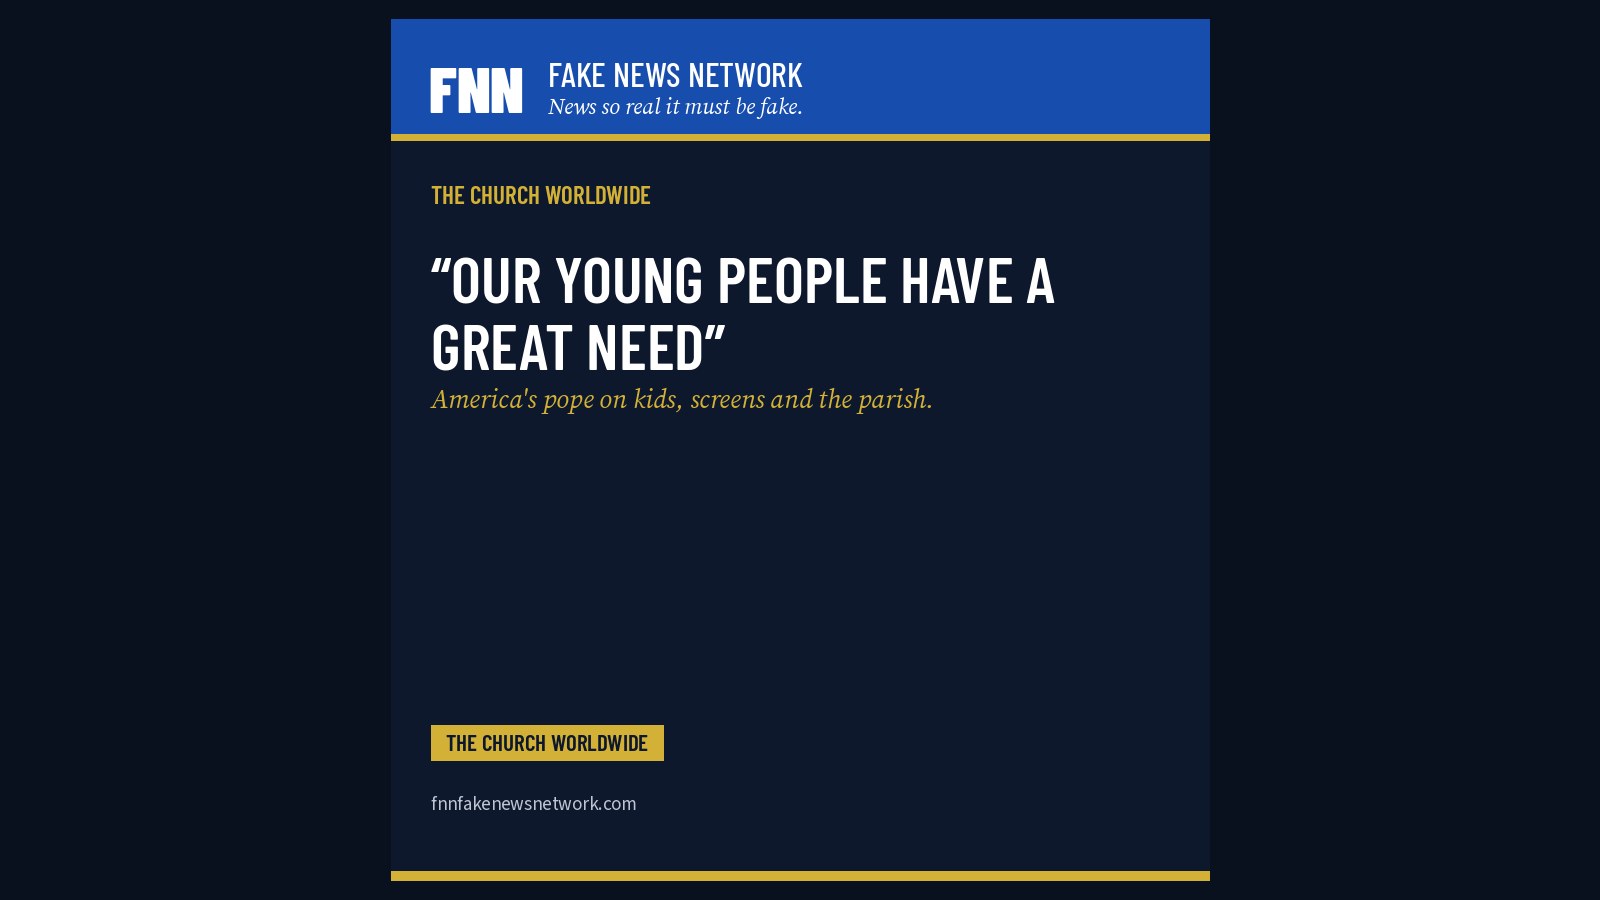 FNN
FAKE NEWS NETWORK
News so real it must be fake.
THE CHURCH WORLDWIDE
“OUR YOUNG PEOPLE HAVE A
GREAT NEED”
America's pope on kids, screens and the parish.
THE CHURCH WORLDWIDE
fnnfakenewsnetwork.com